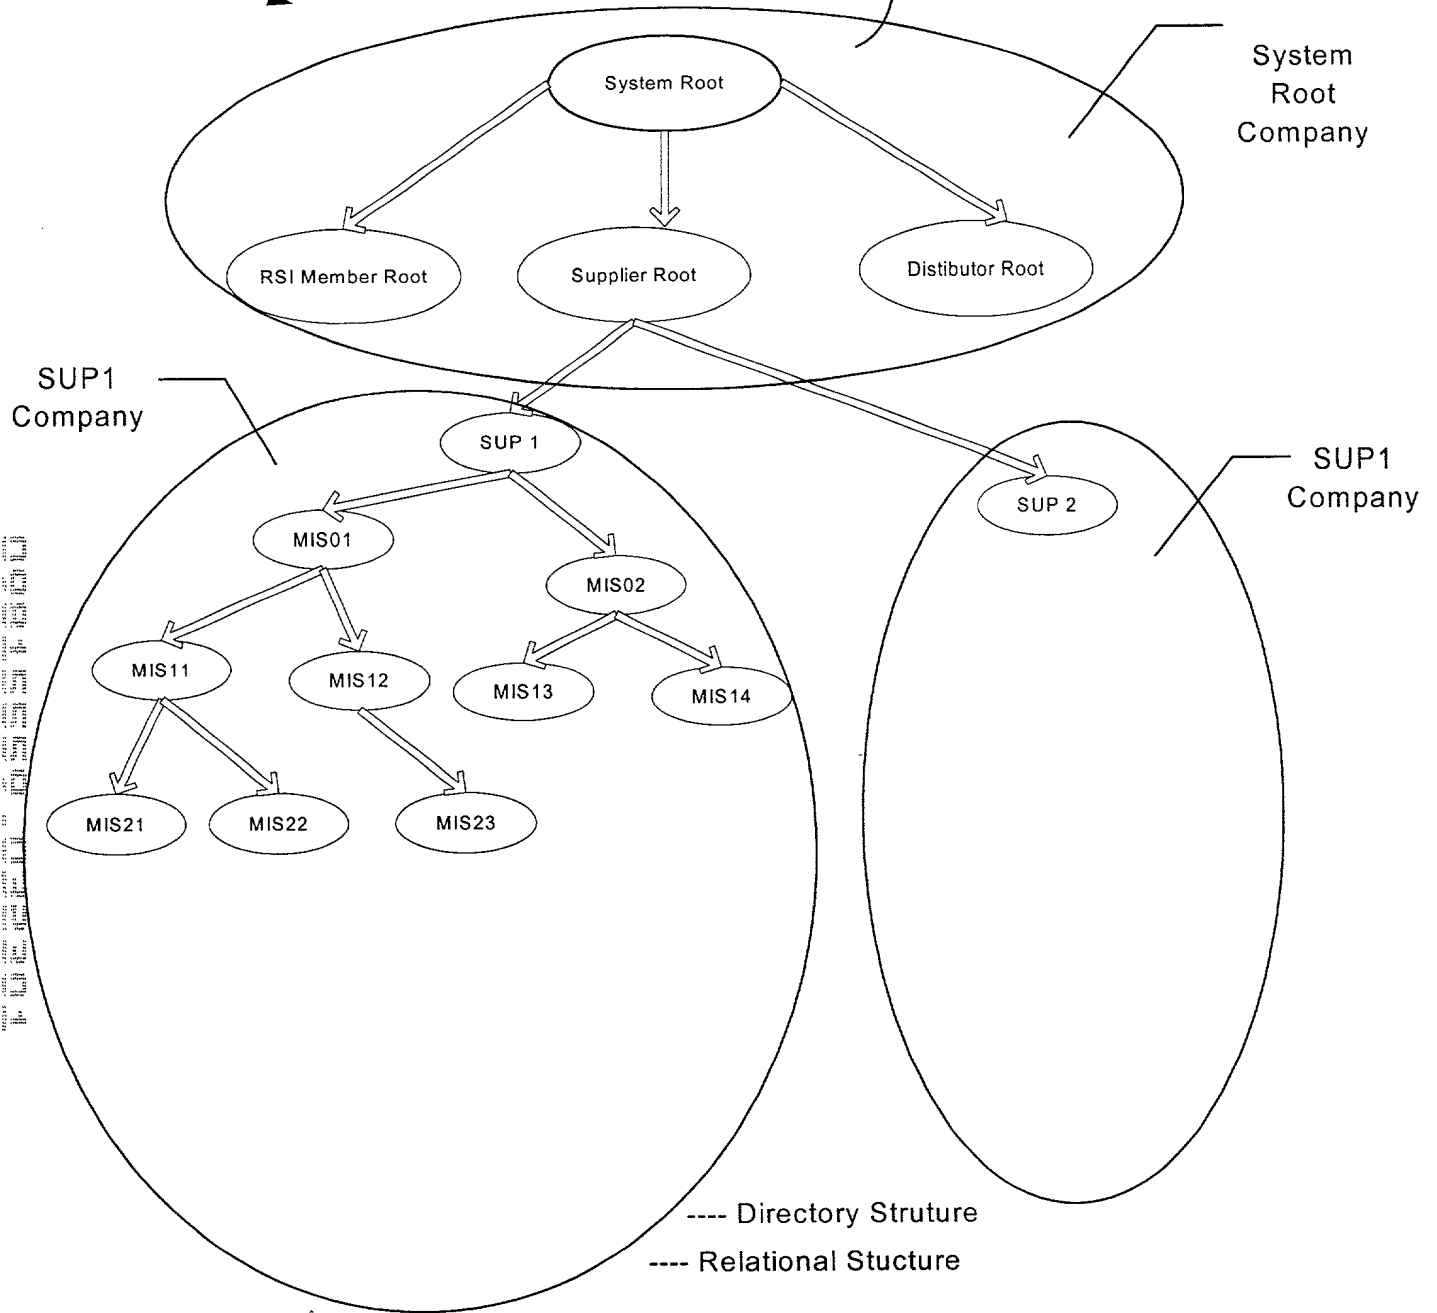 System Root
System
Root
Company
RSI Member Root
Supplier Root
Distibutor Root
SUP1
Company
SUP 1
SUP1
Company
SUP 2
MIS01
MIS02
MIS11
MIS12
MIS13
MIS14
MIS21
MIS22
MIS23
---- Directory Struture
---- Relational Stucture